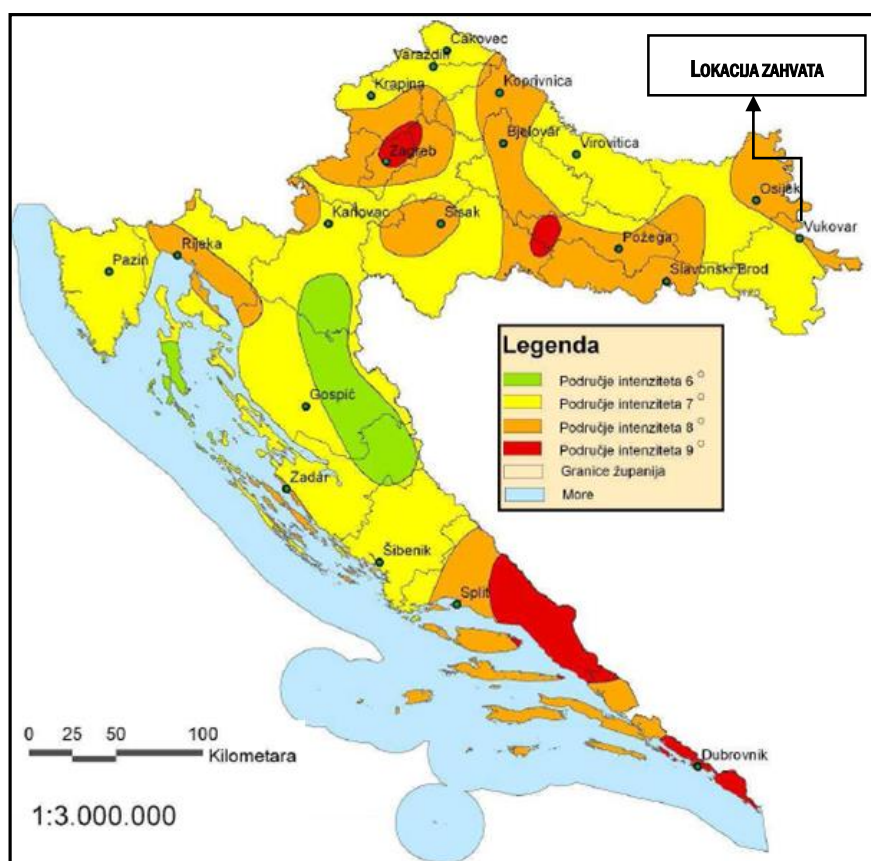 Čakovec
Varaždin
Krapina
Koprivnica
LOKACIJA ZAHVATA
Bjelovar
Virovitica
Zagreb
Osijek
Karlovac
Sisak
Požega
Vukovar
Rijeka
Pazin
Slavonski Brod
Legenda
Područje intenziteta 6 °
Područje intenziteta 7 °
Područje intenziteta 8 °
Područje intenziteta 9 °
Granice županija
More
Gospić
Zadár
Šibenik
Split
0 25 50 100
Kilometara
Dubrovnik
1:3.000.000